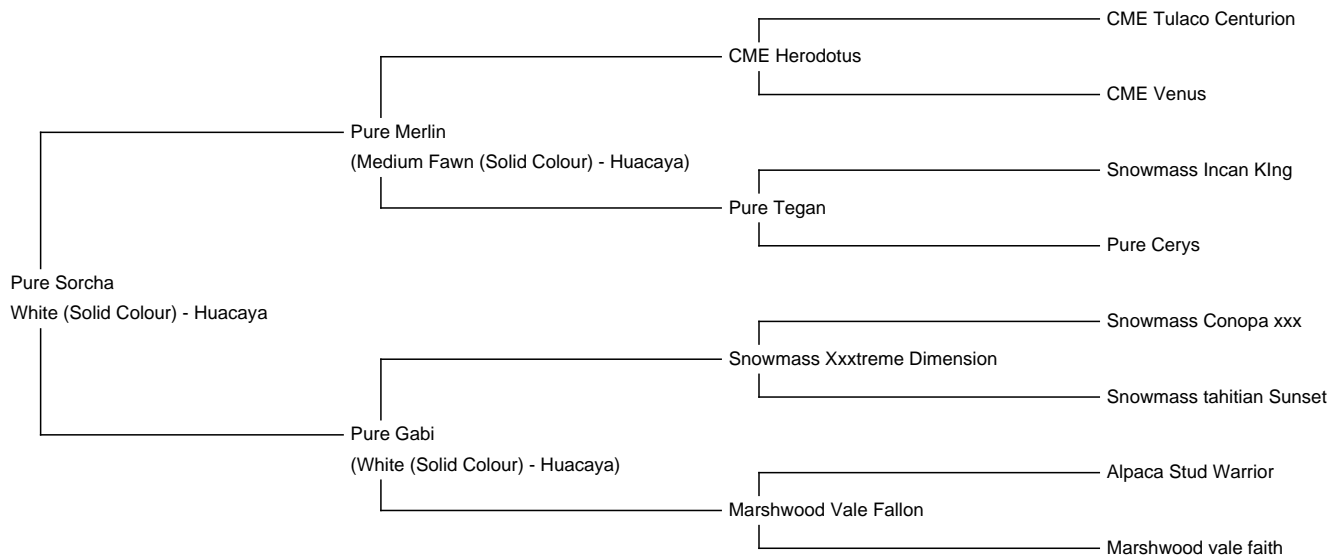 CME Tulaco Centurion
CME Herodotus
CME Venus
Pure Merlin
(Medium Fawn (Solid Colour) - Huacaya)
Snowmass Incan KIng
Pure Tegan
Pure Cerys
Pure Sorcha
White (Solid Colour) - Huacaya
Snowmass Conopa xxx
Snowmass Xxxtreme Dimension
Snowmass tahitian Sunset
Pure Gabi
(White (Solid Colour) - Huacaya)
Alpaca Stud Warrior
Marshwood Vale Fallon
Marshwood vale faith